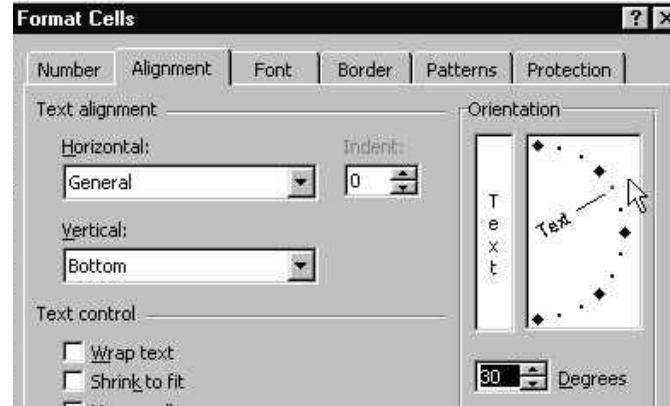 Format Cells
Number Alignment Font Border Patterns Protection
Text alignment
Horizontal:
Indent:
General
0
Vertical:
Bottom
Text control
Wrap text
Shrink to fit
Orientation
Text
Text
30 Degrees